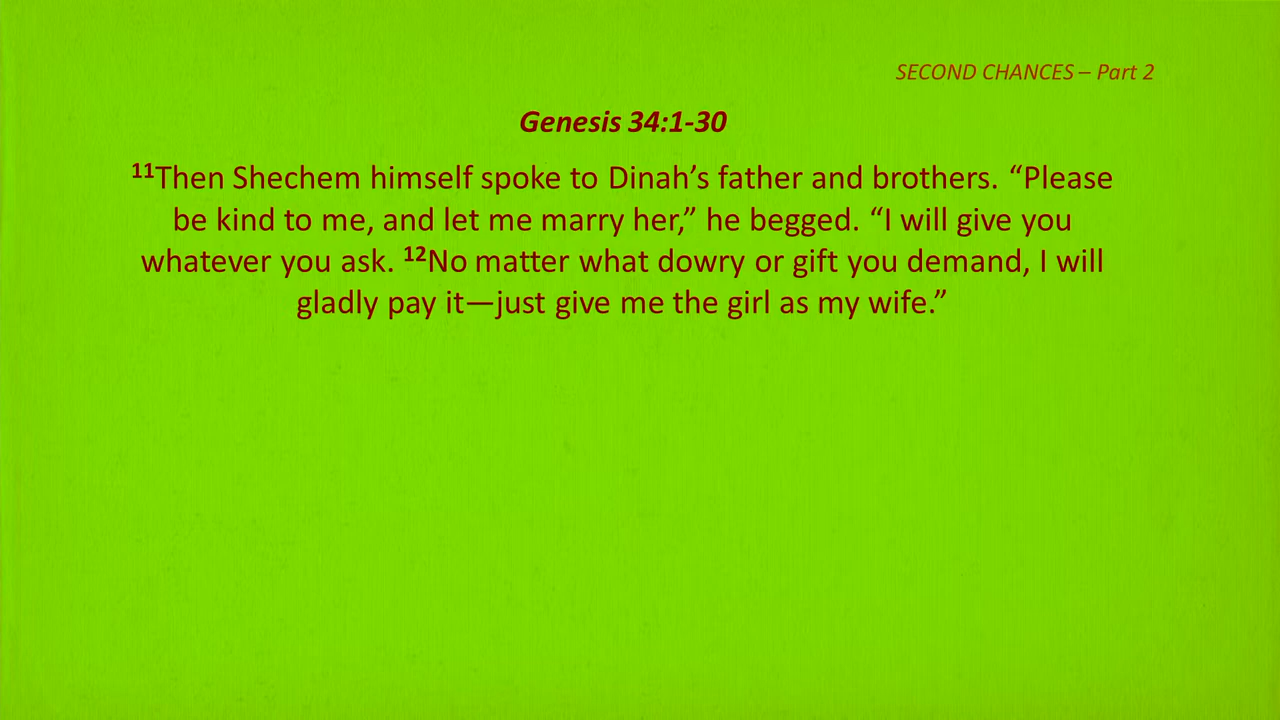 SECOND CHANCES – Part 2
Genesis 34:1-30
11Then Shechem himself spoke to Dinah’s father and brothers. “Please
be kind to me, and let me marry her,” he begged. “I will give you
whatever you ask. 12No matter what dowry or gift you demand, I will
gladly pay it—just give me the girl as my wife.”